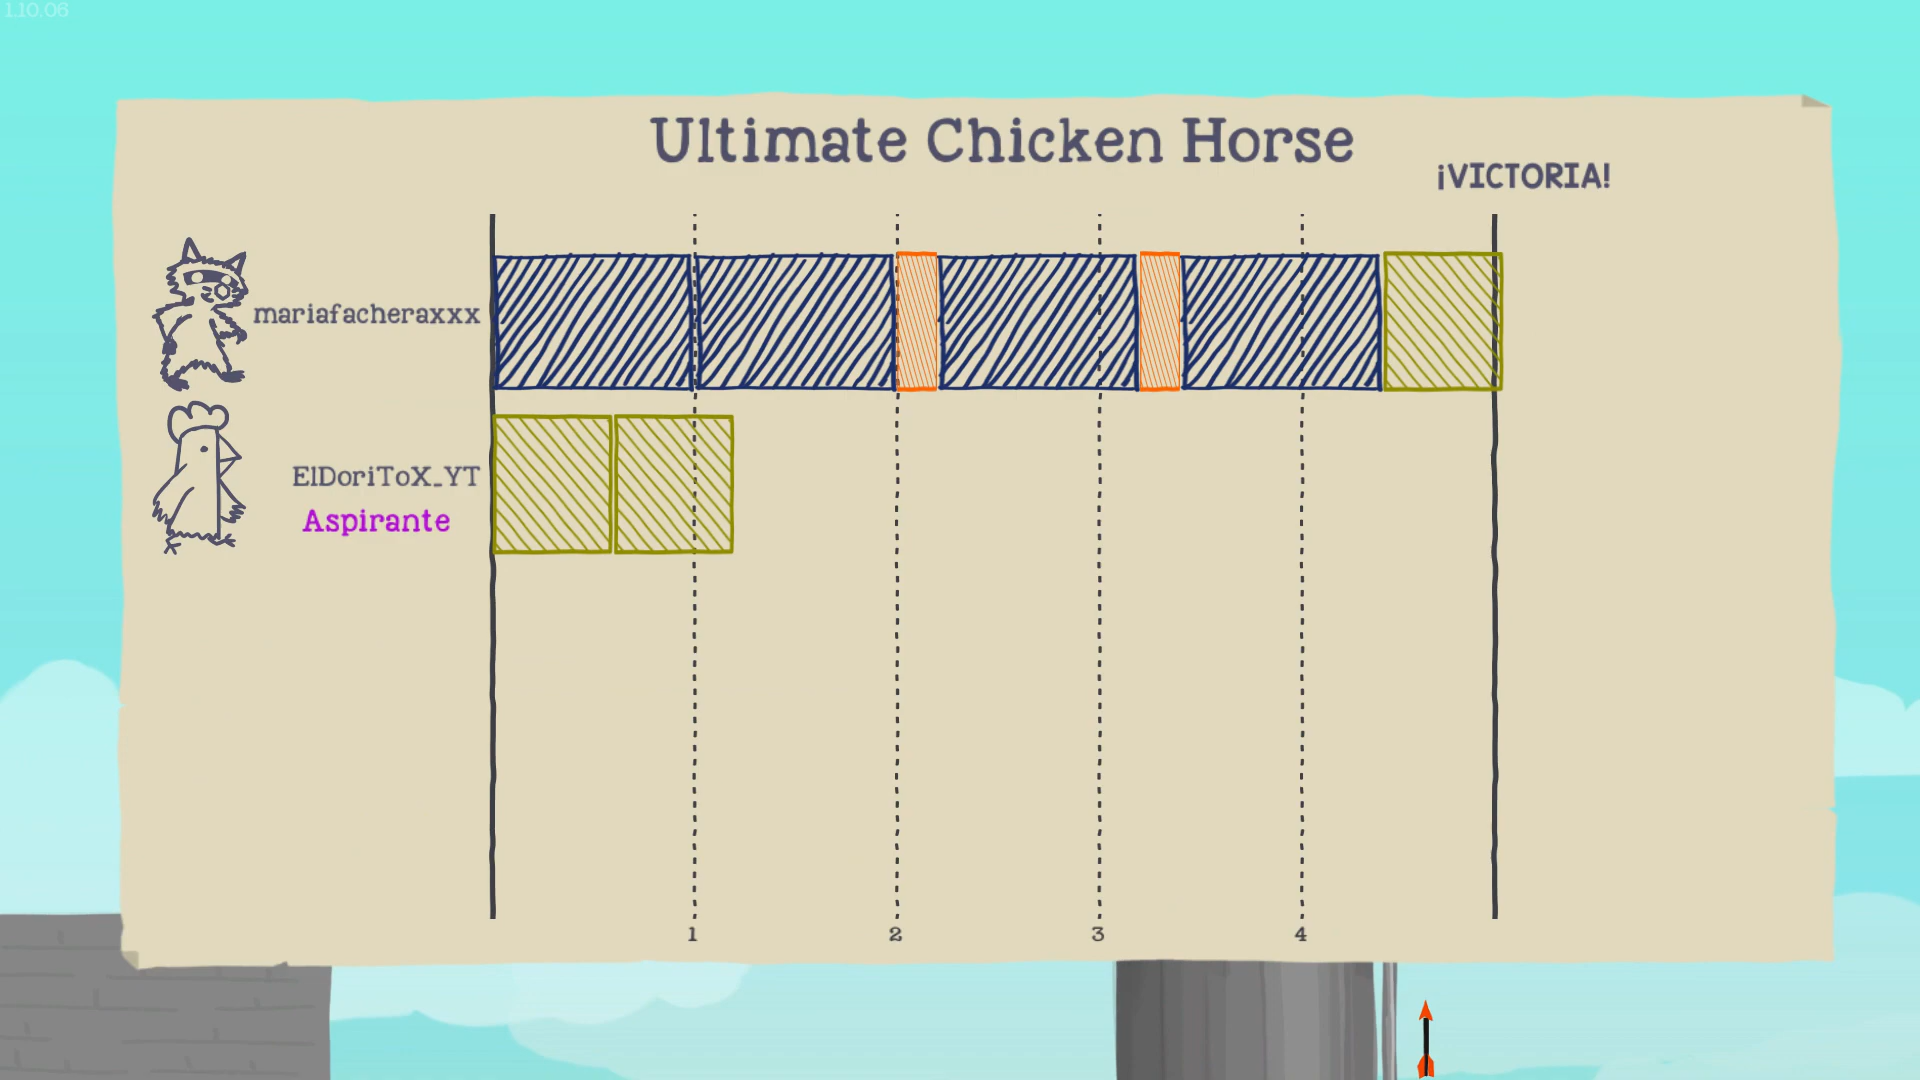 1.10.06
Ultimate Chicken Horse
¡VICTORIA!
mariafacheraxxx
ElDoriToX_YT
Aspirante
1 2 3 4